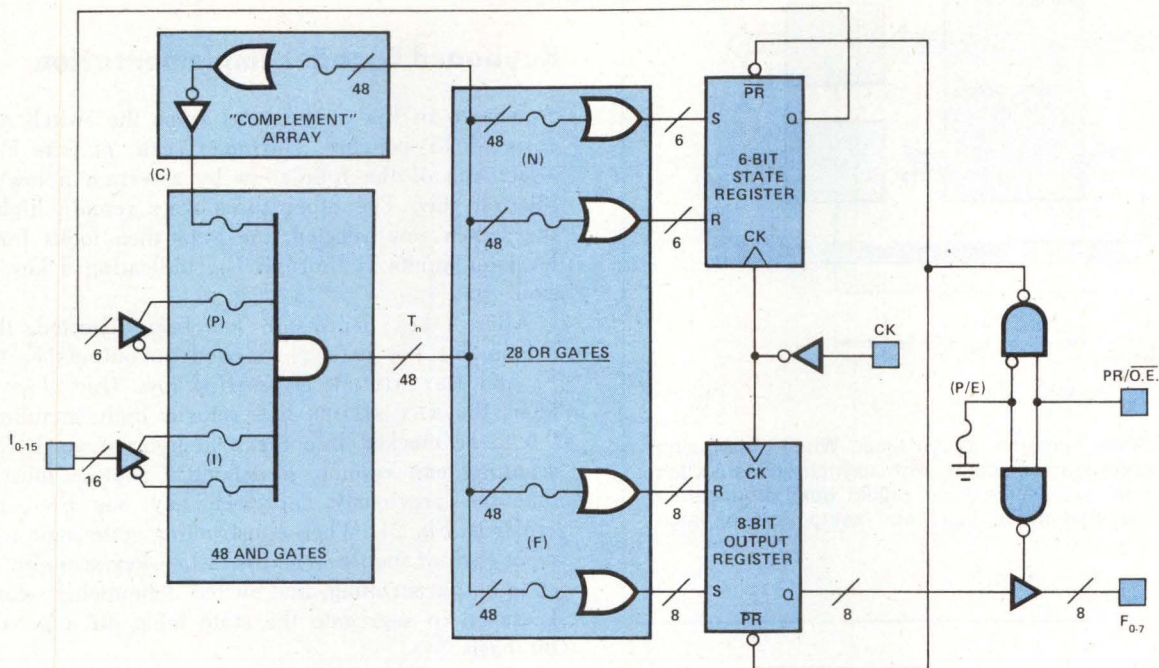 48
"COMPLEMENT"
ARRAY
(C)
(P)
6
I0-15
16
(I)
48 AND GATES
Tn
48
48
(N)
6
48
6
28 OR GATES
48
(F)
8
48
8
PR
S
Q
6-BIT
STATE
REGISTER
R
CK
CK
CK
R
8-BIT
OUTPUT
REGISTER
S
Q
PR
8
(P/E)
PR/O.E.
8
F0-7